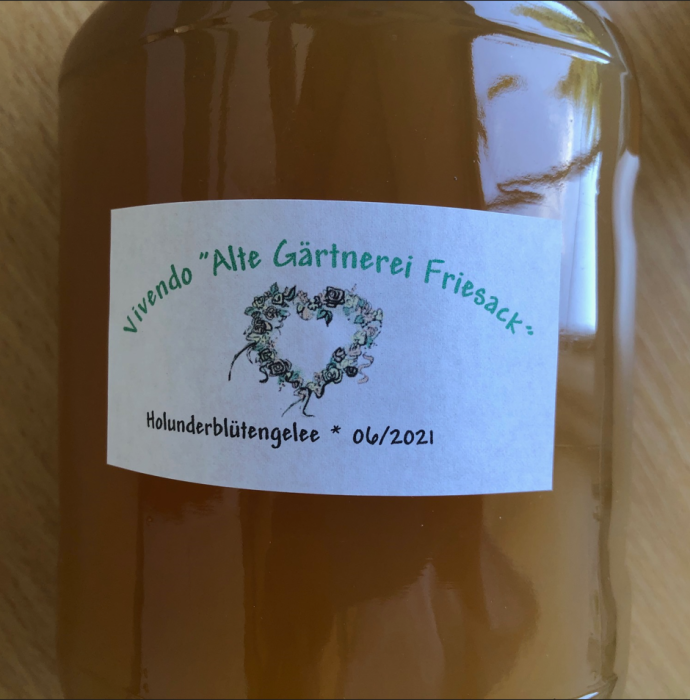 Vivendo "Alte Gärtnerei Friesack"
Holunderblütengelee * 06/2021